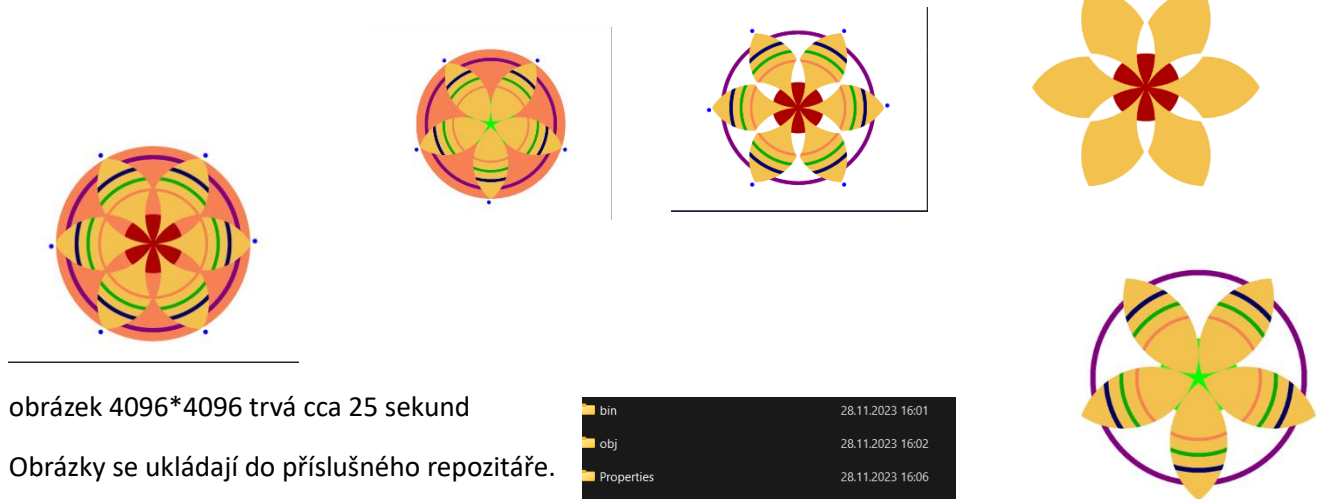 obrázek 4096*4096 trvá cca 25 sekund
Obrázky se ukládají do příslušného repozitáře.
bin 28.11.2023 16:01
obj 28.11.2023 16:02
Properties 28.11.2023 16:06